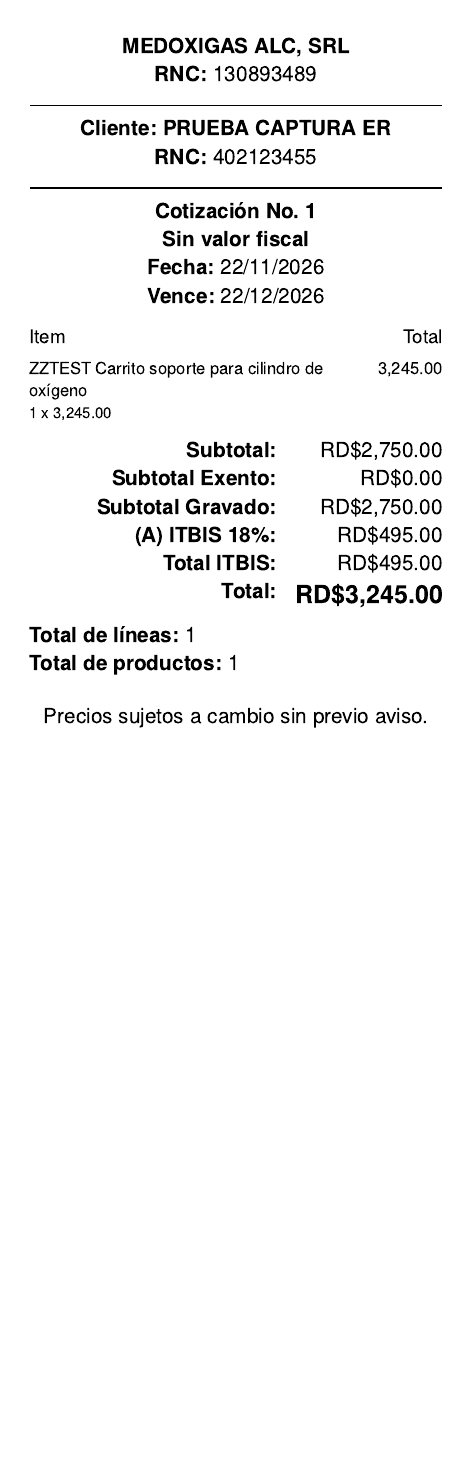 MEDOXIGAS ALC, SRL
RNC: 130893489
Cliente: PRUEBA CAPTURA ER
RNC: 402123455
Cotización No. 1
Sin valor fiscal
Fecha: 22/11/2026
Vence: 22/12/2026
Item Total
ZZTEST Carrito soporte para cilindro de 3,245.00
oxígeno
1 x 3,245.00
Subtotal: RD$2,750.00
Subtotal Exento: RD$0.00
Subtotal Gravado: RD$2,750.00
(A) ITBIS 18%: RD$495.00
Total ITBIS: RD$495.00
Total: RD$3,245.00
Total de líneas: 1
Total de productos: 1
Precios sujetos a cambio sin previo aviso.